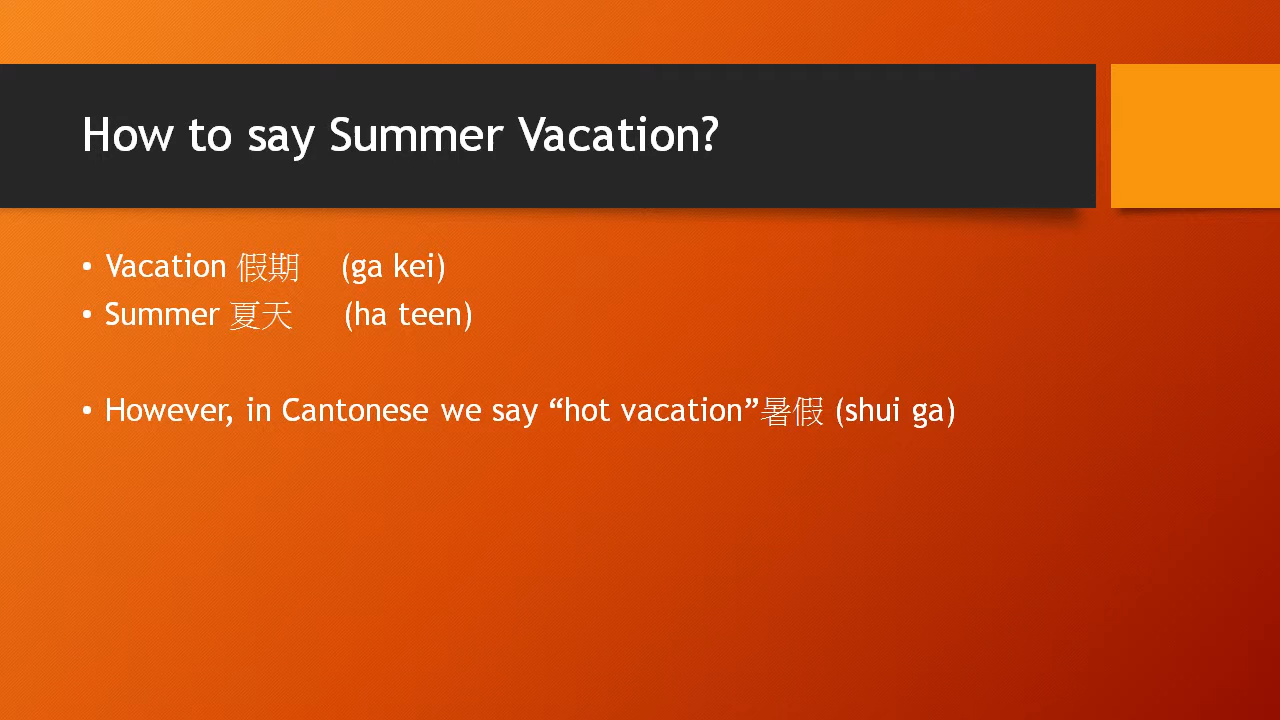 How to say Summer Vacation?
• Vacation 假期 (ga kei)
• Summer 夏天 (ha teen)
• However, in Cantonese we say “hot vacation”暑假 (shui ga)